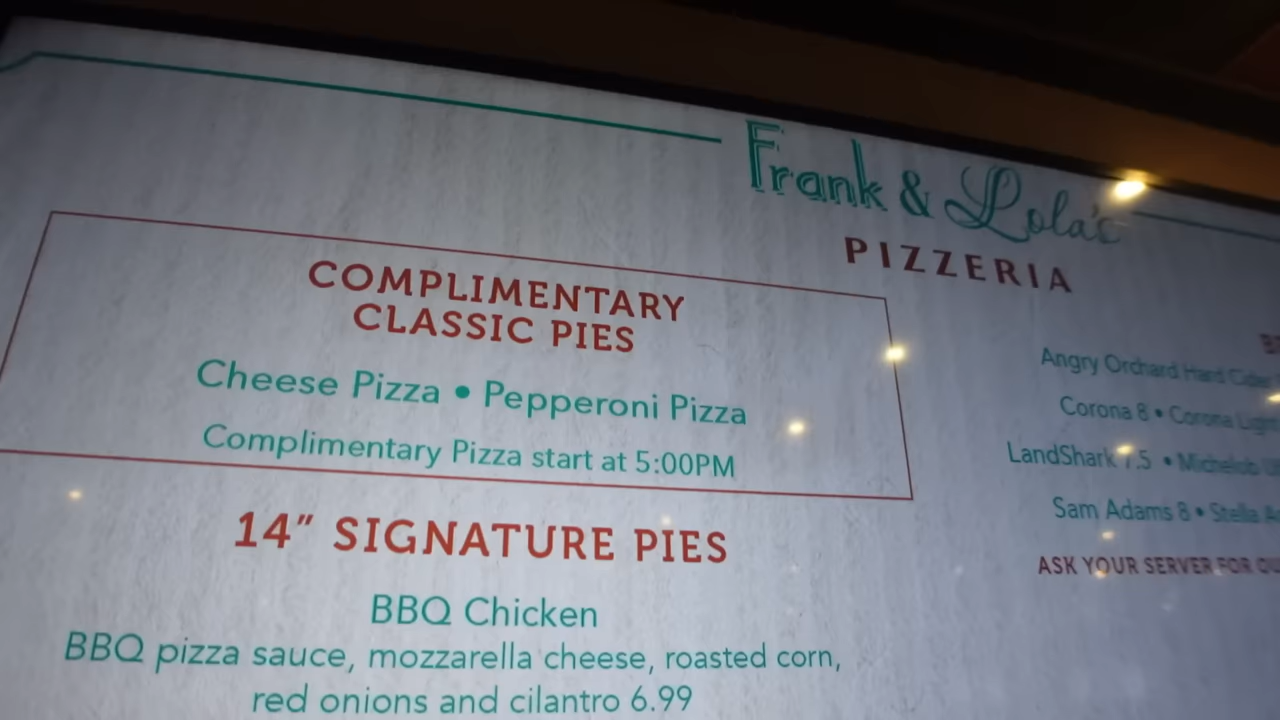 Frank & Lola's
PIZZERIA
COMPLIMENTARY
CLASSIC PIES
Cheese Pizza • Pepperoni Pizza
Complimentary Pizza start at 5:00PM
14" SIGNATURE PIES
BBQ Chicken
BBQ pizza sauce, mozzarella cheese, roasted corn,
red onions and cilantro 6.99
Angry Orchard Hard Cider
Corona 8 • Corona Light
LandShark 7.5 • Michelob
Sam Adams 8 • Stella
ASK YOUR SERVER FOR